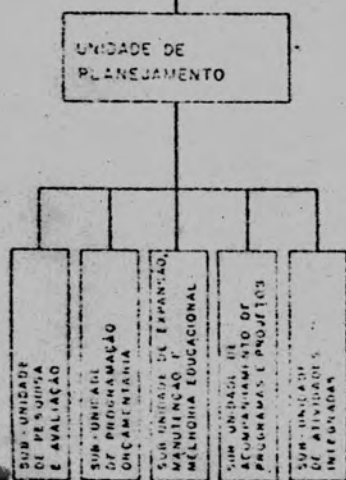 UNIDADE DE
PLANEJAMENTO
SUB-UNIDADE
DE PESQUISA
E AVALIAÇÃO
SUB-UNIDADE
DE PROGRAMAÇÃO
ORÇAMENTARIA
SUB-UNIDADE DE EXPANSÃO,
MANUTENÇÃO E
MELHORIA EDUCACIONAL
SUB-UNIDADE DE
ACOMPANHAMENTO DE
PROGRAMAS E PROJETOS
SUB-UNIDADE
DE ATIVIDADES
INTEGRADAS